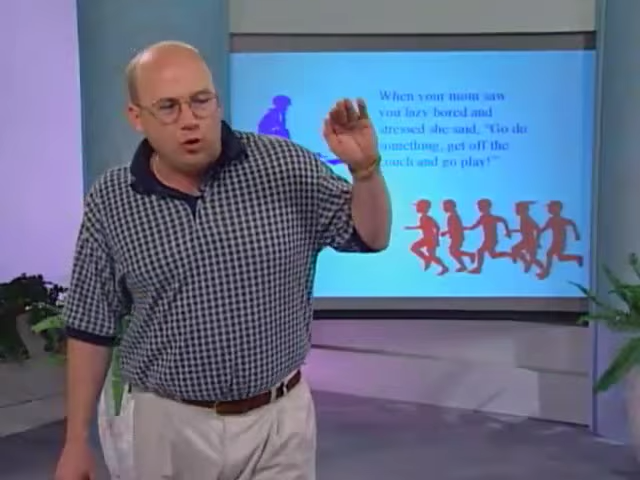 When your mom saw
you lazy bored and
stressed she said, "Go do
something, get off the
couch and go play!"